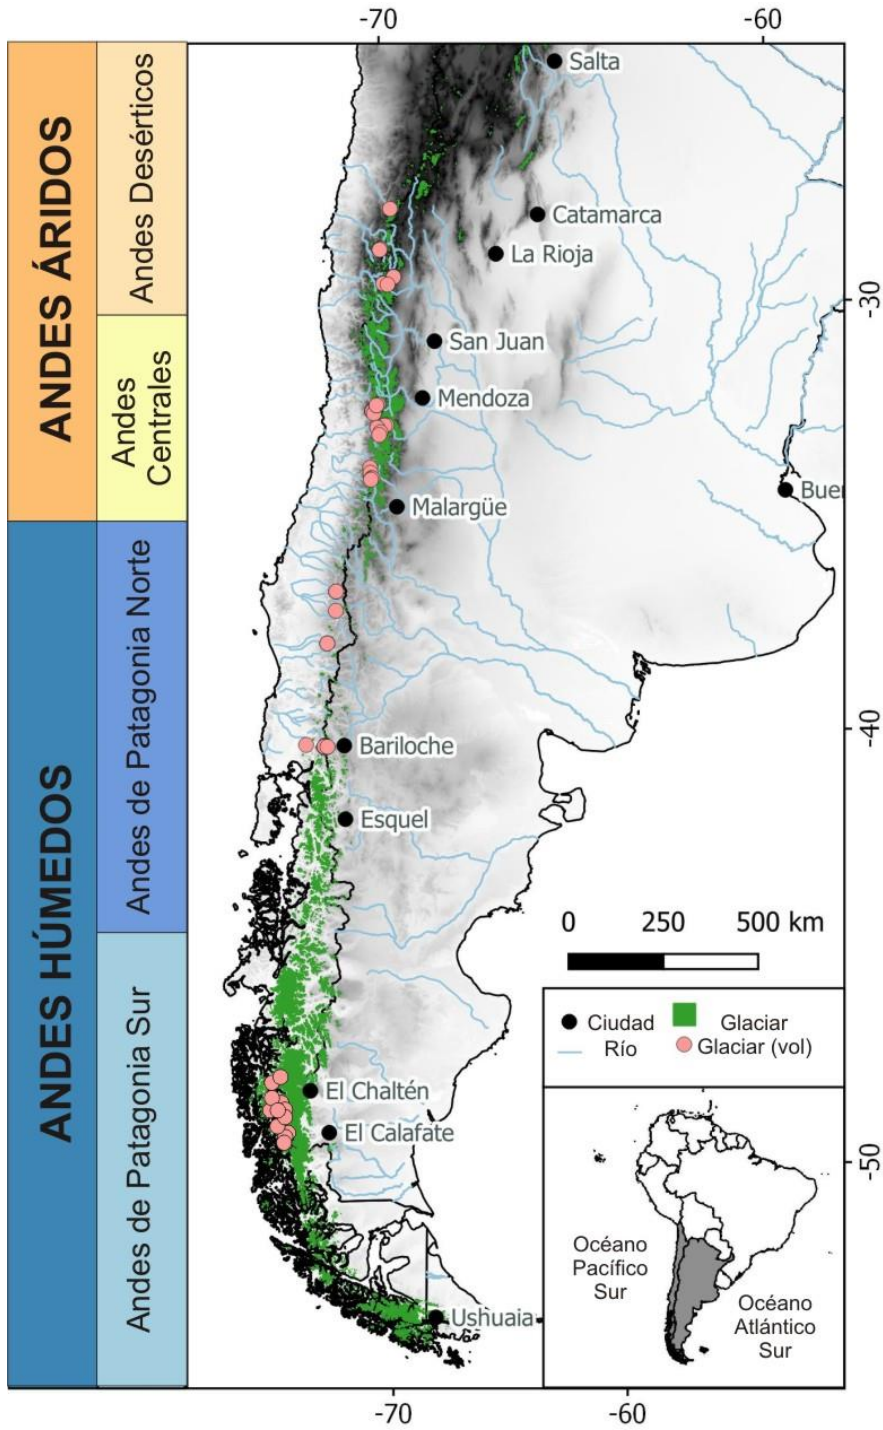 -70
-60
ANDES ÁRIDOS
Andes Desérticos
Andes
Centrales
ANDES HÚMEDOS
Andes de Patagonia Norte
Andes de Patagonia Sur
Salta
Catamarca
La Rioja
-30
San Juan
Mendoza
Buer
Malargüe
-40
Bariloche
Esquel
0 250 500 km
Ciudad
Glaciar
Río
Glaciar (vol)
El Chaltén
El Calafate
-50
Océano
Pacífico
Sur
Océano
Atlántico
Sur
Ushuaia
-70
-60